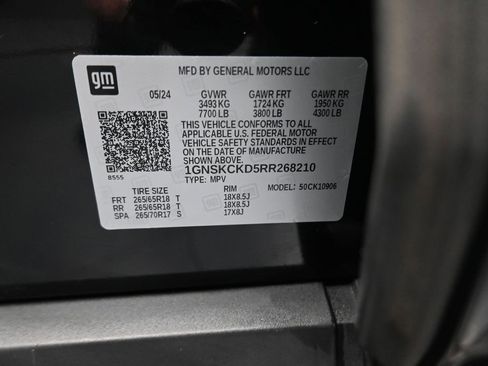 gm
MFD BY GENERAL MOTORS LLC
05/24 GVWR GAWR FRT GAWR RR
3493 KG 1724 KG 1950 KG
7700 LB 3800 LB 4300 LB
THIS VEHICLE CONFORMS TO ALL
APPLICABLE U.S. FEDERAL MOTOR
VEHICLE SAFETY STANDARDS IN EFFECT
ON THE DATE OF MANUFACTURE
SHOWN ABOVE.
1GNSKCKD5RR268210
8555 TYPE: MPV MODEL: 50CK10906
TIRE SIZE RIM
FRT 265/65R18 T 18X8.5J
RR 265/65R18 T 18X8.5J
SPA 265/70R17 S 17X8J